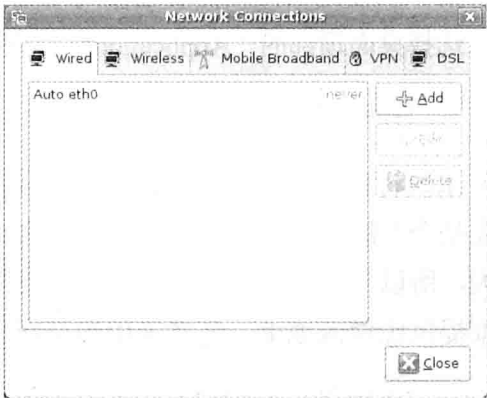 Network Connections
Wired Wireless Mobile Broadband VPN DSL
Auto eth0 never
Add
Delete
Close